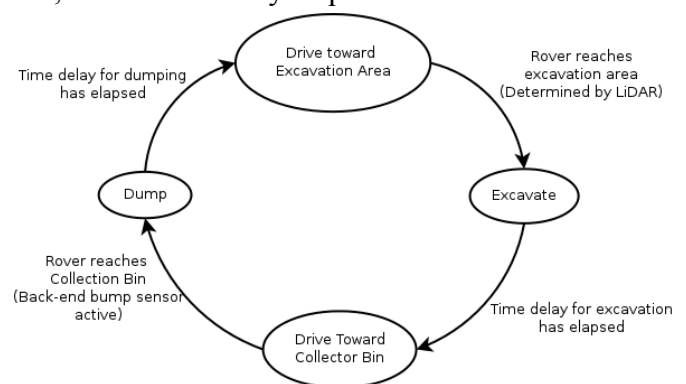 Drive toward
Excavation Area
Rover reaches
excavation area
(Determined by LiDAR)
Time delay for dumping
has elapsed
Dump
Excavate
Rover reaches
Collection Bin
(Back-end bump sensor
active)
Time delay for excavation
has elapsed
Drive Toward
Collector Bin